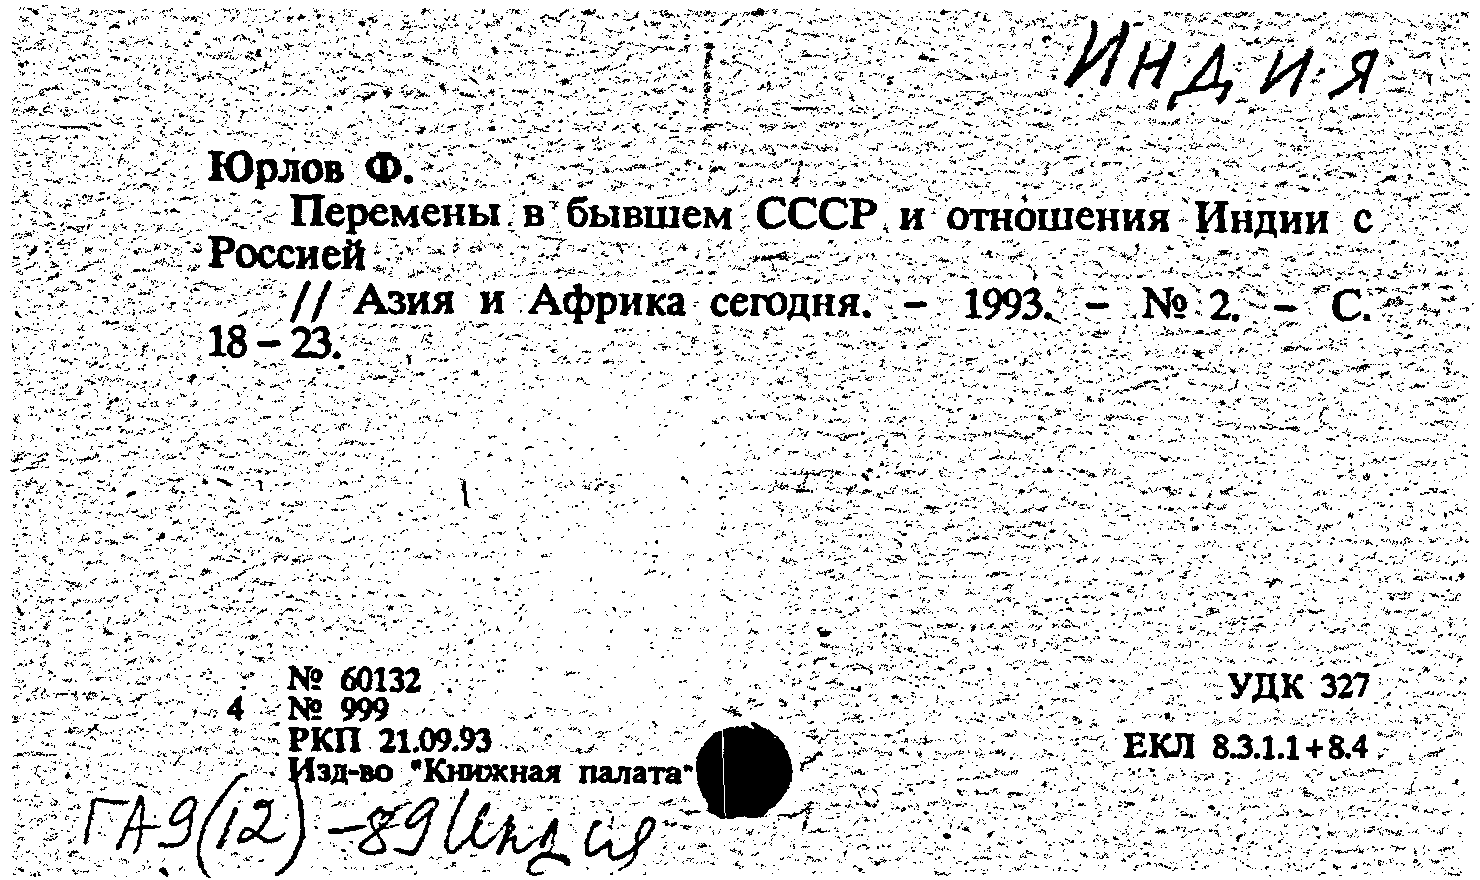 Индия
Юрлов Ф.
Перемены в бывшем СССР и отношения Индии с
Россией
// Азия и Африка сегодня. – 1993. – № 2. – С.
18–23.
№ 60132
4 № 999
РКП 21.09.93
Изд-во "Книжная палата"
УДК 327
ЕКЛ 8.3.1.1+8.4
ГА9(12)-89 Индия